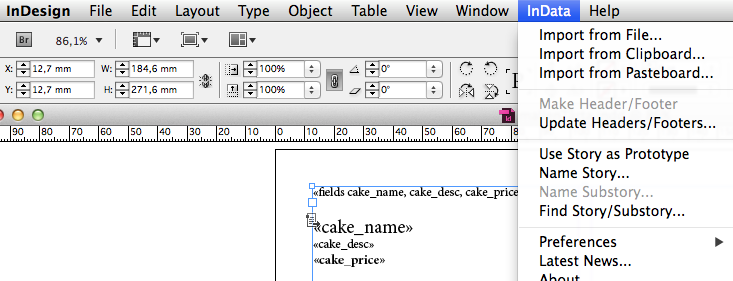 InDesign File Edit Layout Type Object Table View Window InData Help
Br 86,1%
X: 12,7 mm W: 184,6 mm 100% 0°
Y: 12,7 mm H: 271,6 mm 100% 0°
Id
90 80 70 60 50 40 30 20 10 0 10 20 30 40 50 60 70
«fields cake_name, cake_desc, cake_price
«cake_name»
«cake_desc»
«cake_price»
Import from File...
Import from Clipboard...
Import from Pasteboard...
Make Header/Footer
Update Headers/Footers...
Use Story as Prototype
Name Story...
Name Substory...
Find Story/Substory...
Preferences
Latest News...
About